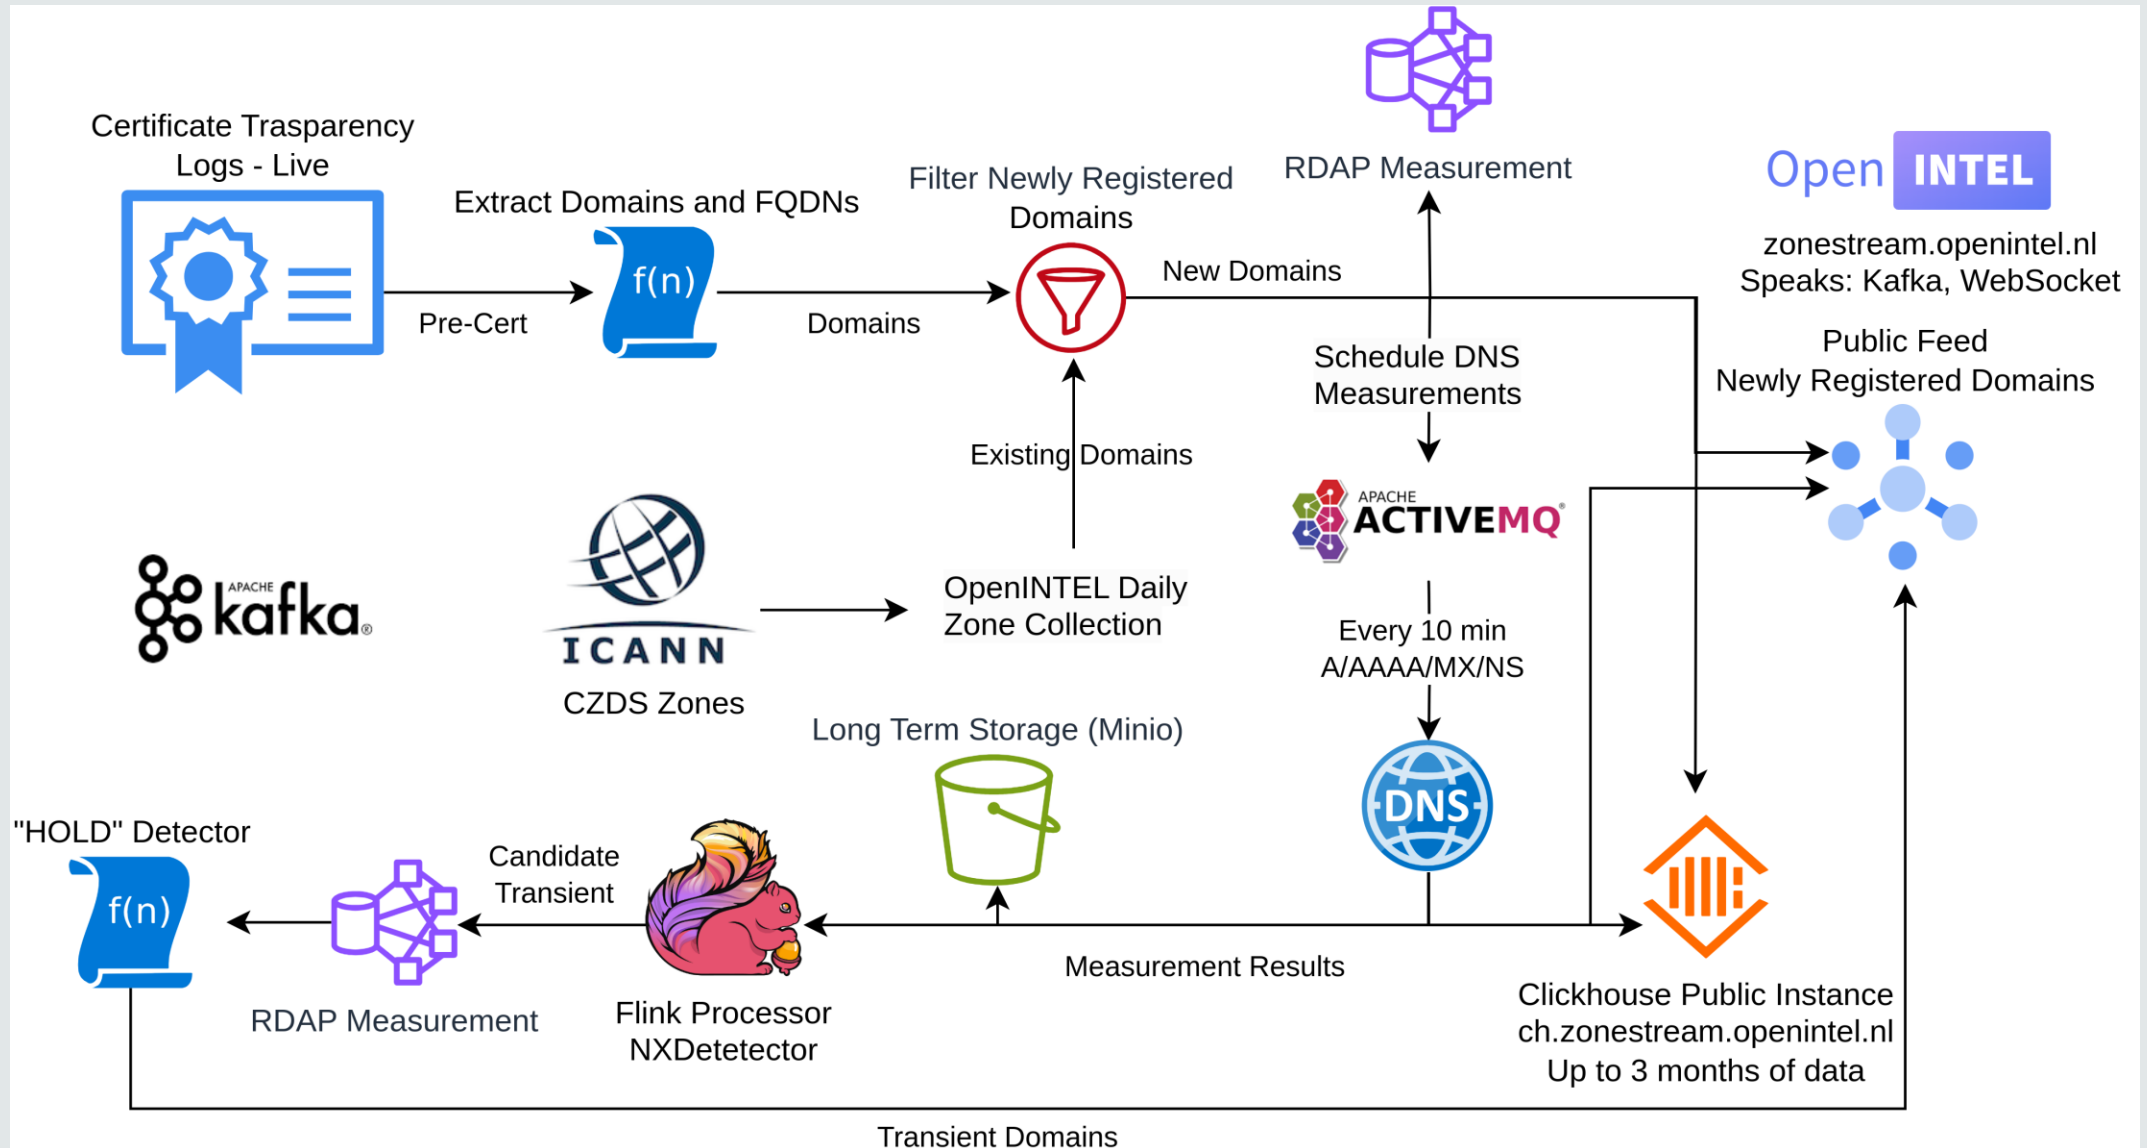 Certificate Trasparency
Logs - Live
Extract Domains and FQDNs
f(n)
Pre-Cert
Domains
Filter Newly Registered
Domains
New Domains
RDAP Measurement
Open INTEL
zonestream.openintel.nl
Speaks: Kafka, WebSocket
Public Feed
Newly Registered Domains
Schedule DNS
Measurements
Existing Domains
APACHE
ACTIVEMQ®
APACHE
kafka®
ICANN
CZDS Zones
OpenINTEL Daily
Zone Collection
Every 10 min
A/AAAA/MX/NS
DNS
Long Term Storage (Minio)
"HOLD" Detector
f(n)
Candidate
Transient
RDAP Measurement
Flink Processor
NXDetetector
Measurement Results
Clickhouse Public Instance
ch.zonestream.openintel.nl
Up to 3 months of data
Transient Domains